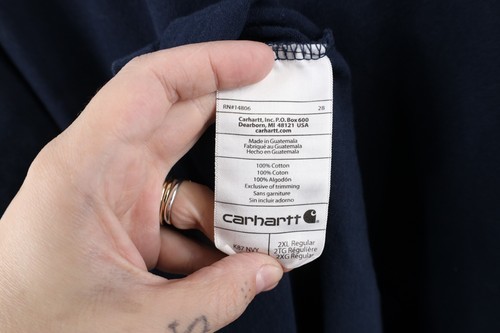 RN#14806 28
Carhartt, Inc. P.O. Box 600
Dearborn, MI 48121 USA
carhartt.com
Made in Guatemala
Fabriqué au Guatemala
Hecho en Guatemala
100% Cotton
100% Coton
100% Algodón
Exclusive of trimming
Sans garniture
Sin incluir adorno
carhartt
K87 NVY
2XL Regular
2TG Régulière
2XG Regular